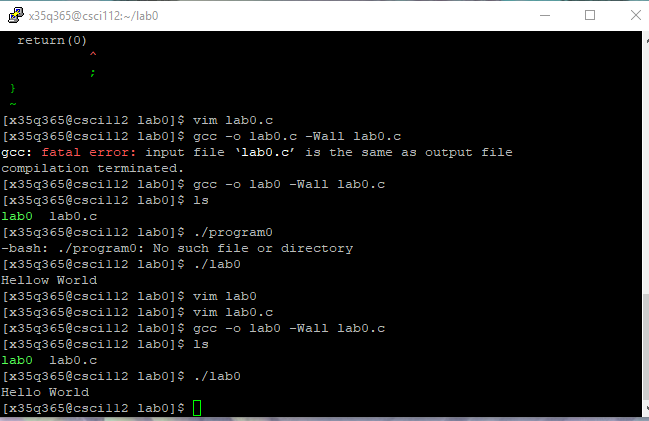 x35q365@csci112:~/lab0
  return(0)
           ^
           ;
 }
 ~
[x35q365@csci112 lab0]$ vim lab0.c
[x35q365@csci112 lab0]$ gcc -o lab0.c -Wall lab0.c
gcc: fatal error: input file ‘lab0.c’ is the same as output file
compilation terminated.
[x35q365@csci112 lab0]$ gcc -o lab0 -Wall lab0.c
[x35q365@csci112 lab0]$ ls
lab0  lab0.c
[x35q365@csci112 lab0]$ ./program0
-bash: ./program0: No such file or directory
[x35q365@csci112 lab0]$ ./lab0
Hellow World
[x35q365@csci112 lab0]$ vim lab0
[x35q365@csci112 lab0]$ vim lab0.c
[x35q365@csci112 lab0]$ gcc -o lab0 -Wall lab0.c
[x35q365@csci112 lab0]$ ls
lab0  lab0.c
[x35q365@csci112 lab0]$ ./lab0
Hello World
[x35q365@csci112 lab0]$